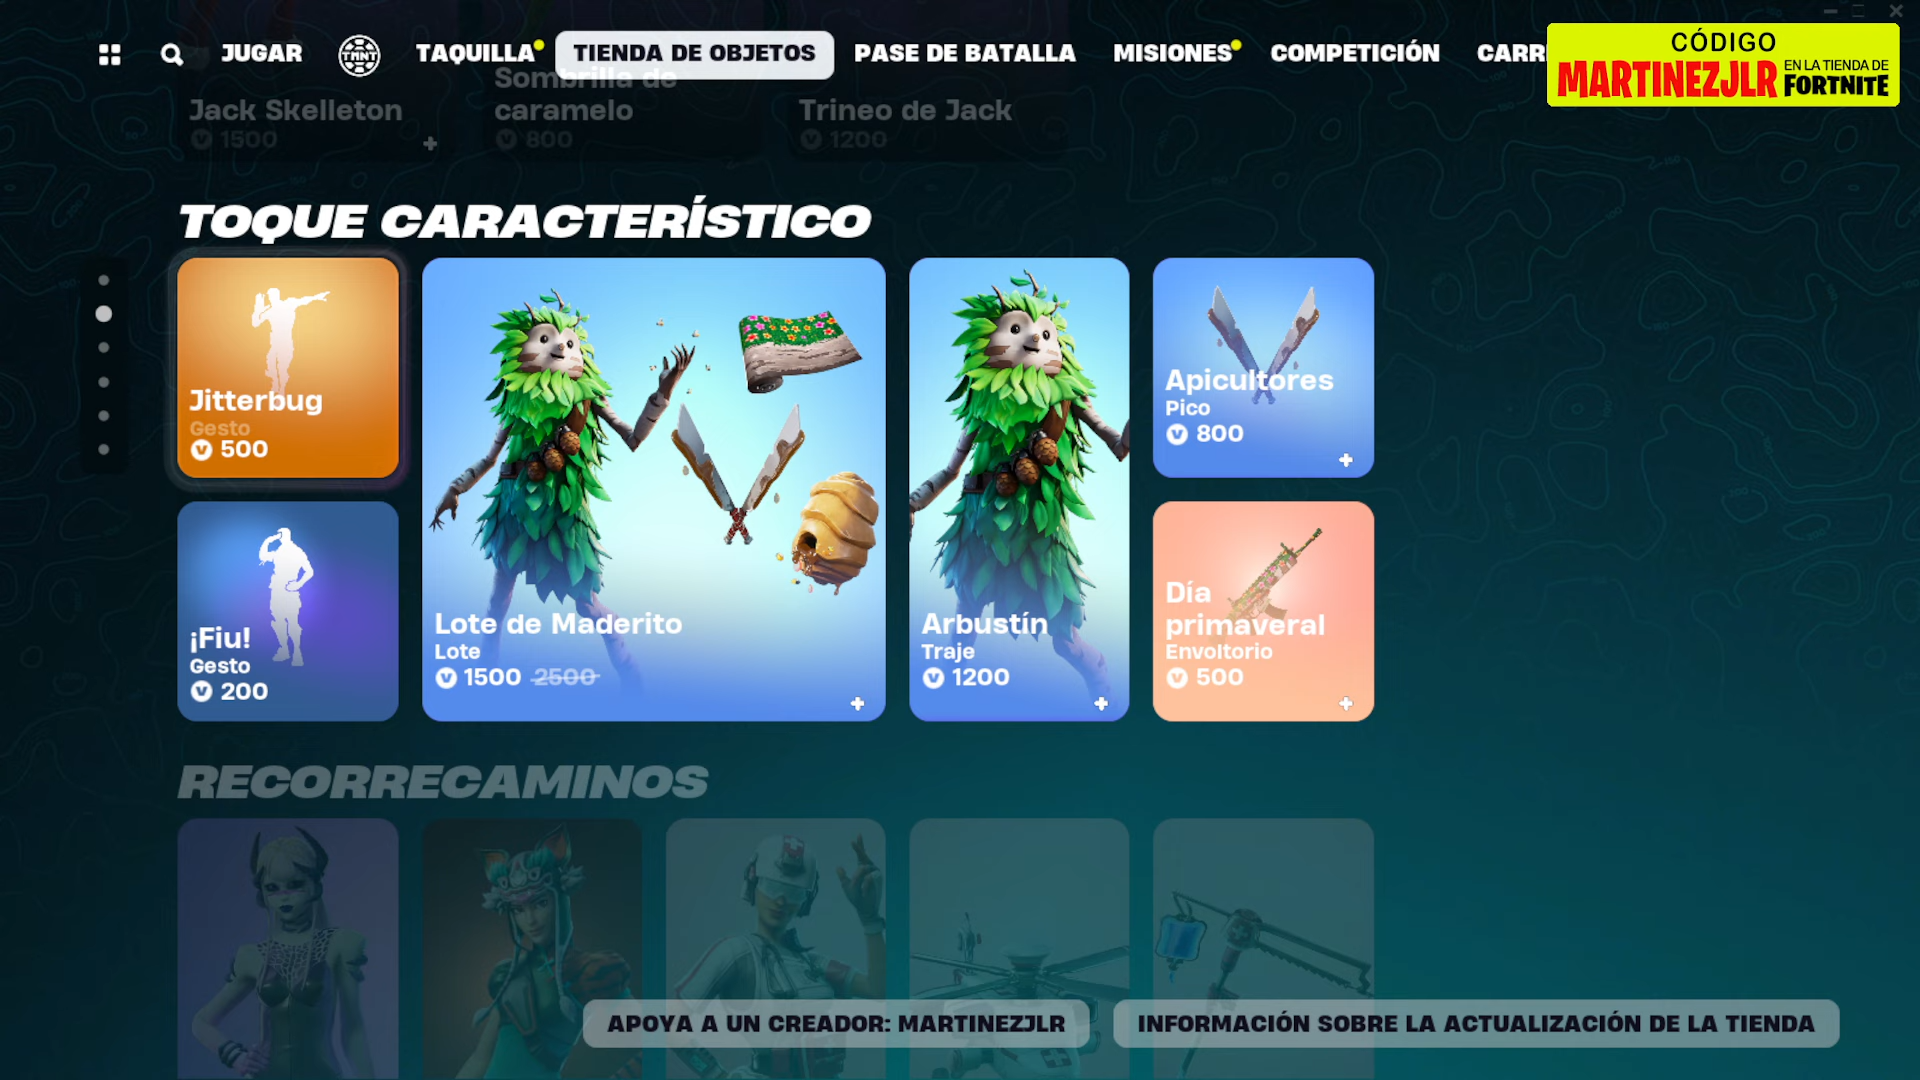 JUGAR
TMNT
TAQUILLA
TIENDA DE OBJETOS
PASE DE BATALLA
MISIONES
COMPETICIÓN
CARR
CÓDIGO
MARTINEZJLR EN LA TIENDA DE FORTNITE
Jack Skelleton
1500
Sombrilla de
caramelo
800
Trineo de Jack
1200
TOQUE CARACTERÍSTICO
Jitterbug
Gesto
500
¡Fiu!
Gesto
200
Lote de Maderito
Lote
1500 2500
Arbustín
Traje
1200
Apicultores
Pico
800
Día
primaveral
Envoltorio
500
RECORRECAMINOS
APOYA A UN CREADOR: MARTINEZJLR
INFORMACIÓN SOBRE LA ACTUALIZACIÓN DE LA TIENDA